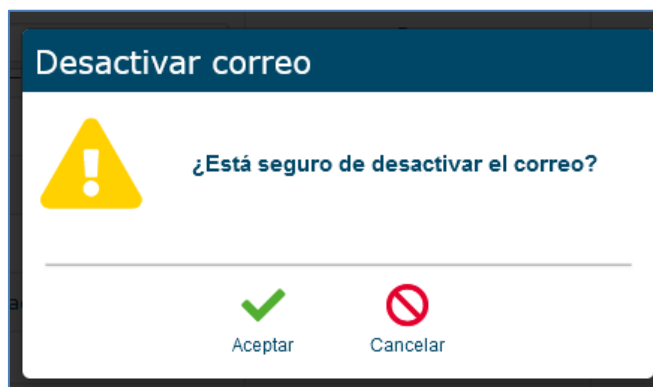 Desactivar correo
¿Está seguro de desactivar el correo?
Aceptar
Cancelar